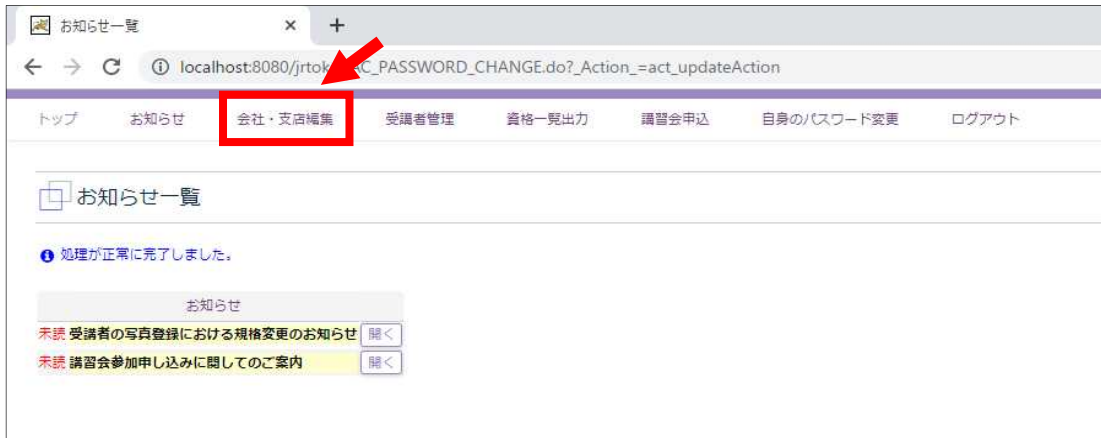 お知らせ一覧
localhost:8080/jrtok AC_PASSWORD_CHANGE.do?_Action_=act_updateAction
トップ お知らせ 会社・支店編集 受講者管理 資格一覧出力 講習会申込 自身のパスワード変更 ログアウト
お知らせ一覧
処理が正常に完了しました。
お知らせ
未読 受講者の写真登録における規格変更のお知らせ 開く
未読 講習会参加申し込みに関してのご案内 開く